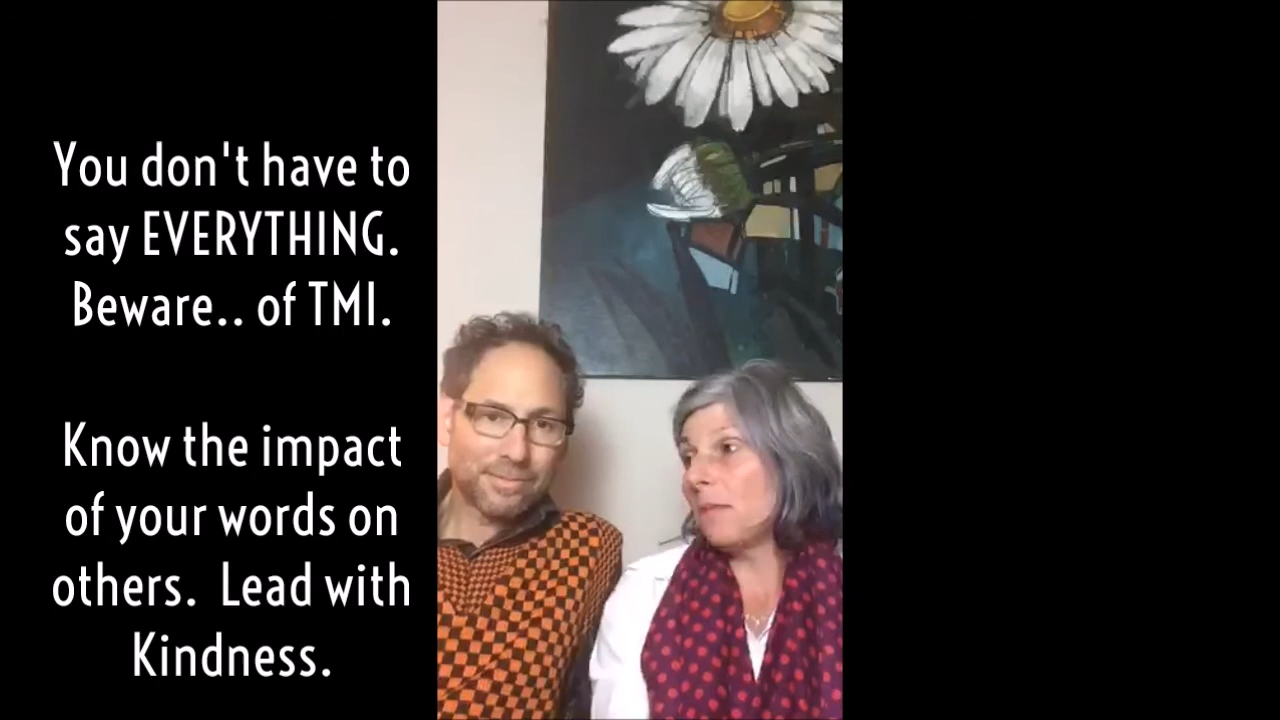 You don't have to
say EVERYTHING.
Beware.. of TMI.
Know the impact
of your words on
others.  Lead with
Kindness.